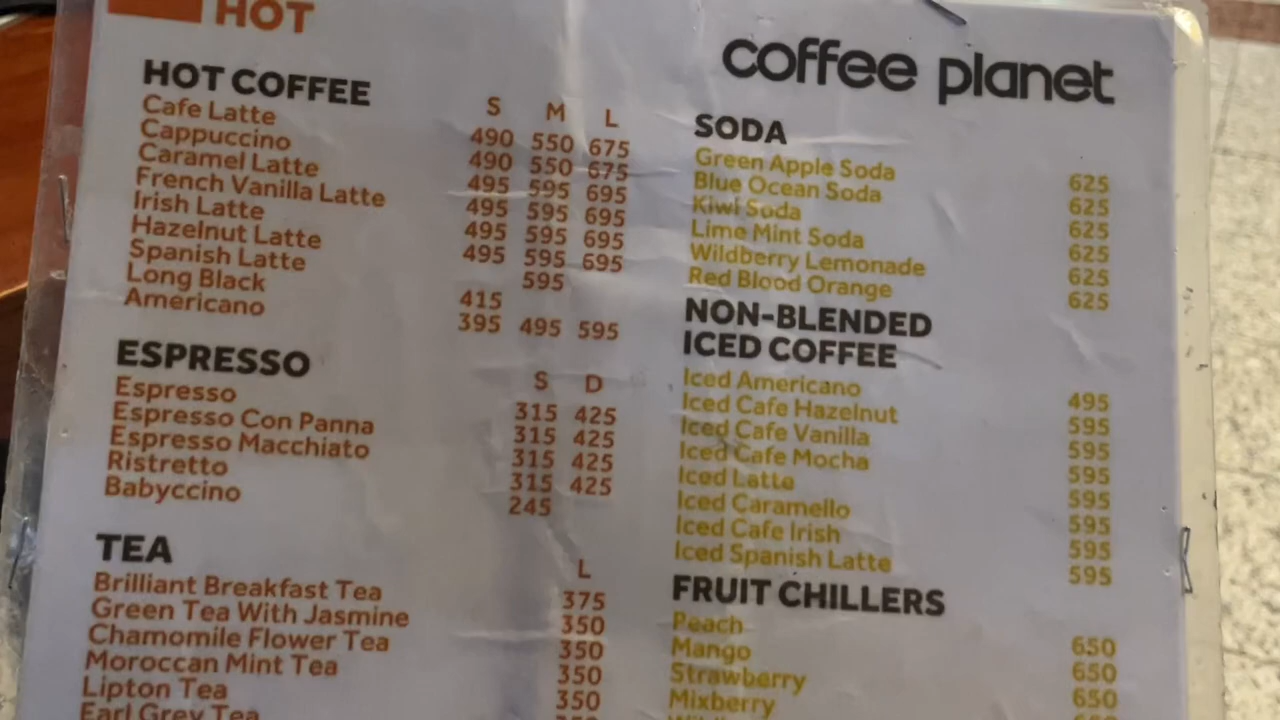 HOT
HOT COFFEE S M L
Cafe Latte 490 550 675
Cappuccino 490 550 675
Caramel Latte 495 595 695
French Vanilla Latte 495 595 695
Irish Latte 495 595 695
Hazelnut Latte 495 595 695
Spanish Latte 595
Long Black 415
Americano 395 495 595
ESPRESSO S D
Espresso 315 425
Espresso Con Panna 315 425
Espresso Macchiato 315 425
Ristretto 315 425
Babyccino 245
TEA L
Brilliant Breakfast Tea 375
Green Tea With Jasmine 350
Chamomile Flower Tea 350
Moroccan Mint Tea 350
Lipton Tea 350
Earl Grey Tea
coffee planet
SODA
Green Apple Soda 625
Blue Ocean Soda 625
Kiwi Soda 625
Lime Mint Soda 625
Wildberry Lemonade 625
Red Blood Orange 625
NON-BLENDED
ICED COFFEE
Iced Americano 495
Iced Cafe Hazelnut 595
Iced Cafe Vanilla 595
Iced Cafe Mocha 595
Iced Latte 595
Iced Caramello 595
Iced Cafe Irish 595
Iced Spanish Latte 595
FRUIT CHILLERS
Peach 650
Mango 650
Strawberry 650
Mixberry